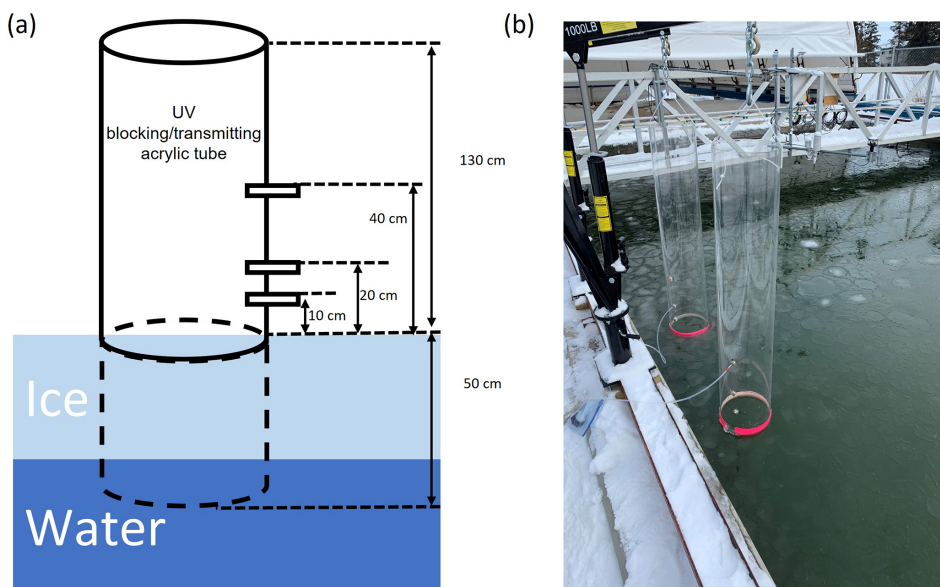 (a)
UV
blocking/transmitting
acrylic tube
130 cm
40 cm
20 cm
10 cm
50 cm
Ice
Water
(b)
1000LB